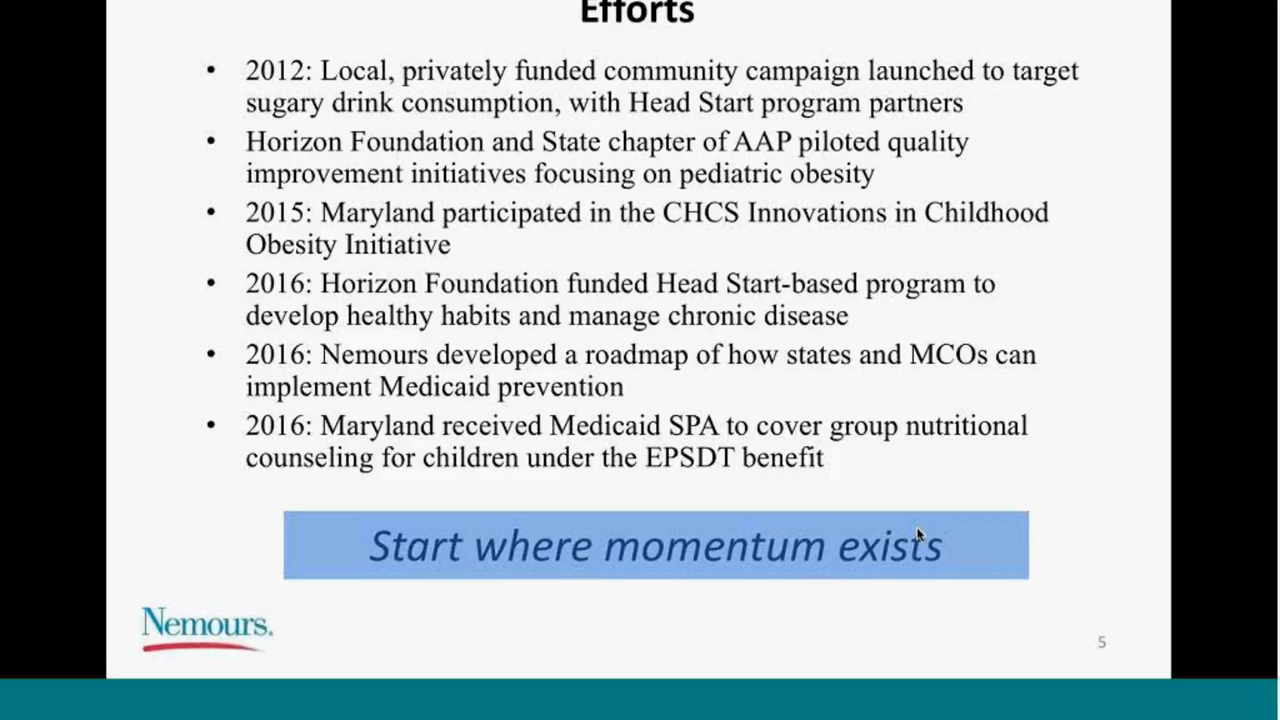 Efforts
• 2012: Local, privately funded community campaign launched to target
sugary drink consumption, with Head Start program partners
• Horizon Foundation and State chapter of AAP piloted quality
improvement initiatives focusing on pediatric obesity
• 2015: Maryland participated in the CHCS Innovations in Childhood
Obesity Initiative
• 2016: Horizon Foundation funded Head Start-based program to
develop healthy habits and manage chronic disease
• 2016: Nemours developed a roadmap of how states and MCOs can
implement Medicaid prevention
• 2016: Maryland received Medicaid SPA to cover group nutritional
counseling for children under the EPSDT benefit
Start where momentum exists
Nemours.
5